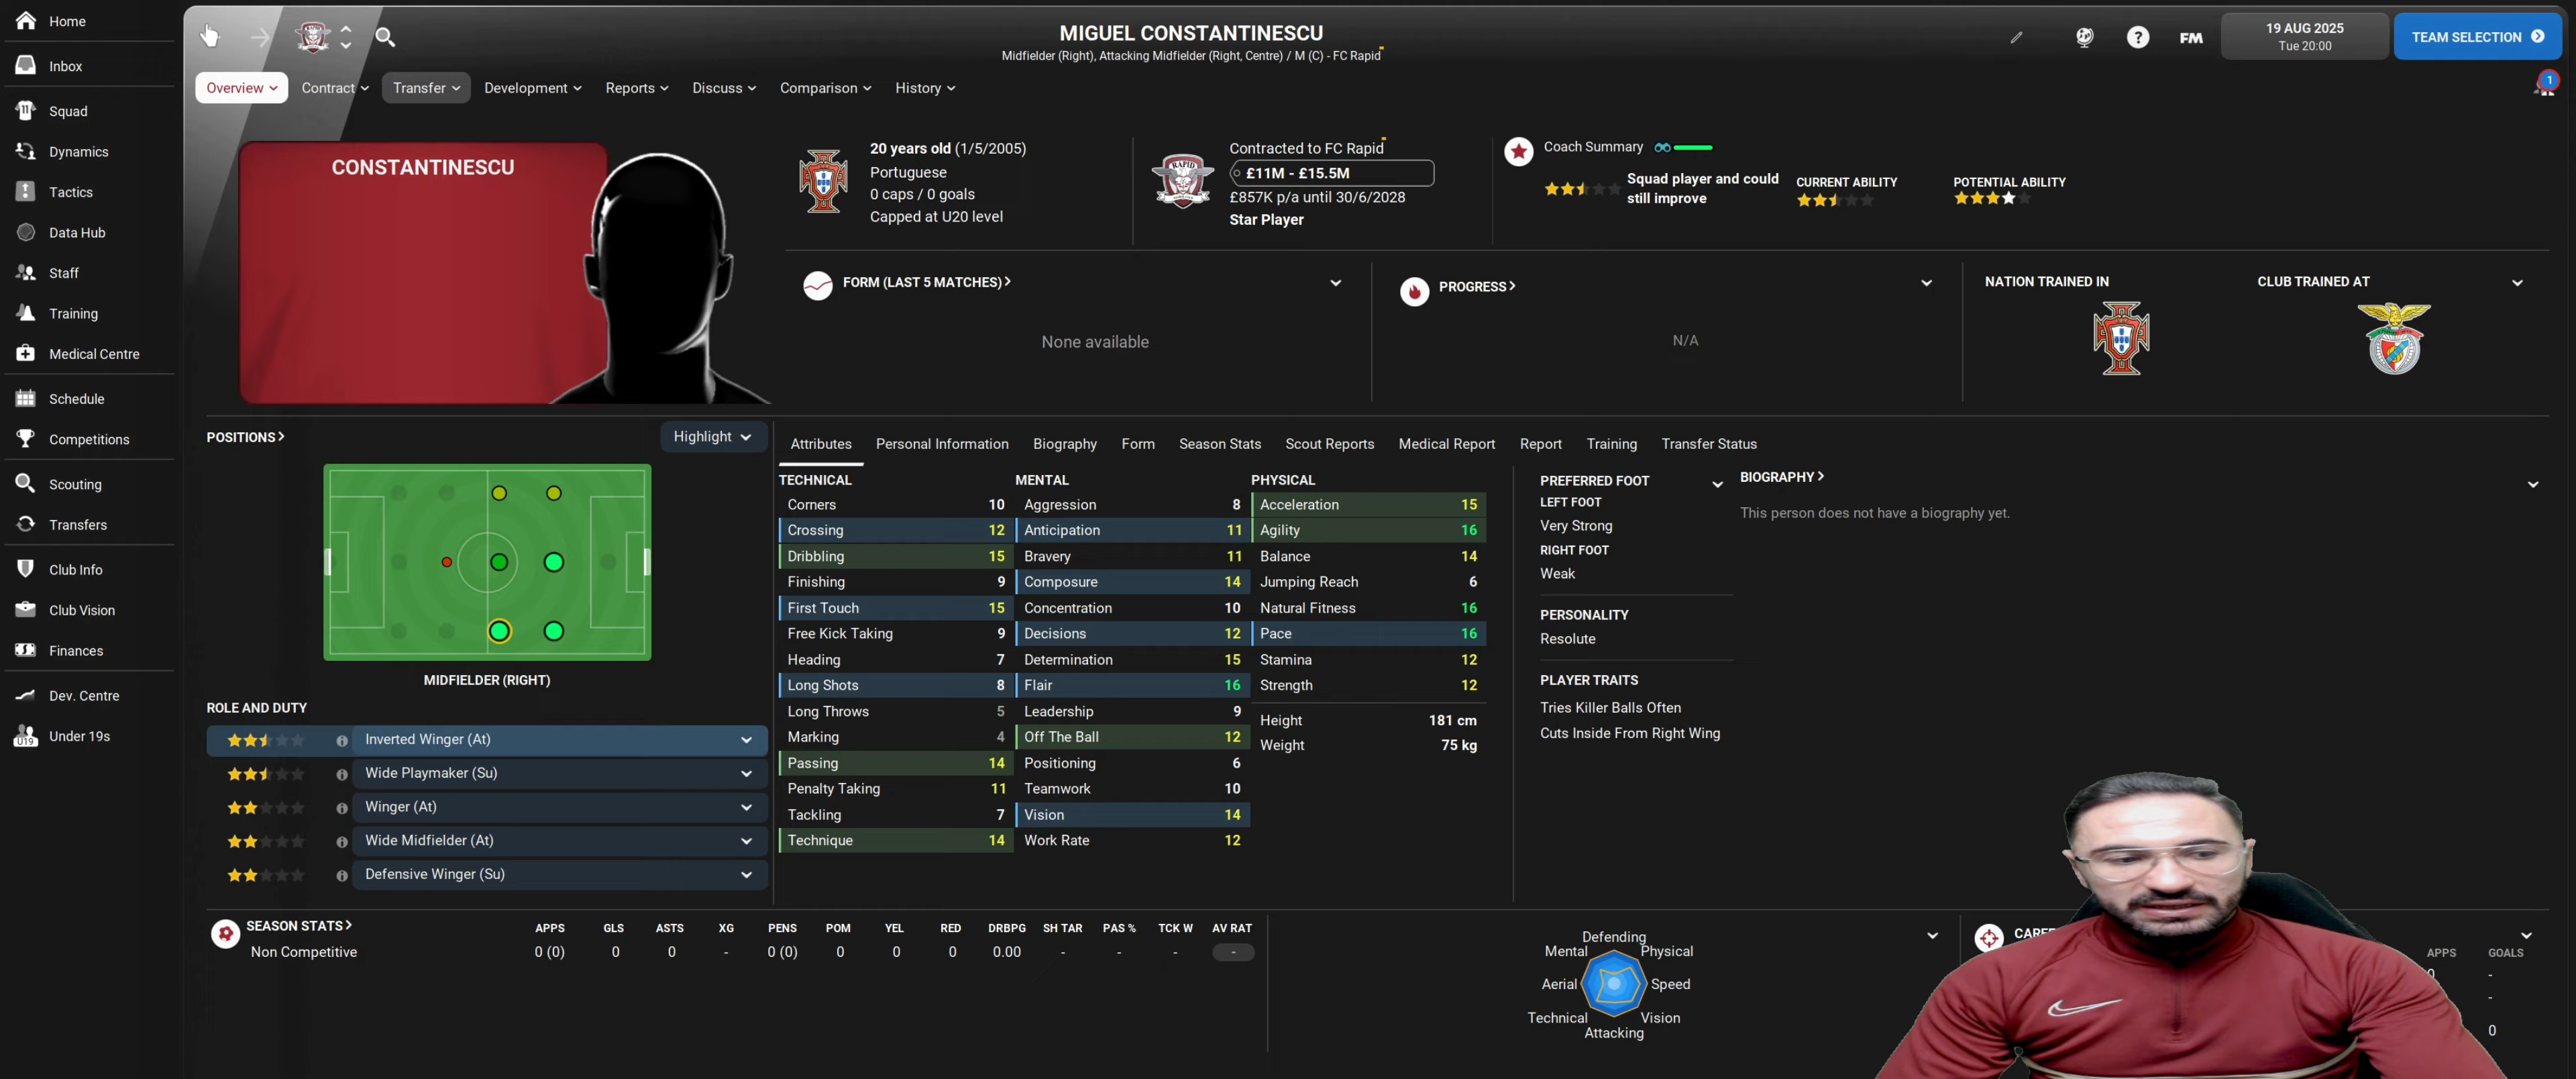 Home
Inbox
Squad
Dynamics
Tactics
Data Hub
Staff
Training
Medical Centre
Schedule
Competitions
Scouting
Transfers
Club Info
Club Vision
Finances
Dev. Centre
U19
Under 19s
MIGUEL CONSTANTINESCU
Midfielder (Right), Attacking Midfielder (Right, Centre) / M (C) - FC Rapid
?
FM
19 AUG 2025
Tue 20:00
TEAM SELECTION
1
Overview
Contract
Transfer
Development
Reports
Discuss
Comparison
History
CONSTANTINESCU
20 years old (1/5/2005)
Portuguese
0 caps / 0 goals
Capped at U20 level
RAPID
Contracted to FC Rapid
£11M - £15.5M
£857K p/a until 30/6/2028
Star Player
Coach Summary
Squad player and could
still improve
CURRENT ABILITY
POTENTIAL ABILITY
FORM (LAST 5 MATCHES)
None available
PROGRESS
N/A
NATION TRAINED IN
CLUB TRAINED AT
POSITIONS
Highlight
MIDFIELDER (RIGHT)
ROLE AND DUTY
Inverted Winger (At)
Wide Playmaker (Su)
Winger (At)
Wide Midfielder (At)
Defensive Winger (Su)
Attributes
Personal Information
Biography
Form
Season Stats
Scout Reports
Medical Report
Report
Training
Transfer Status
TECHNICAL
Corners 10
Crossing 12
Dribbling 15
Finishing 9
First Touch 15
Free Kick Taking 9
Heading 7
Long Shots 8
Long Throws 5
Marking 4
Passing 14
Penalty Taking 11
Tackling 7
Technique 14
MENTAL
Aggression 8
Anticipation 11
Bravery 11
Composure 14
Concentration 10
Decisions 12
Determination 15
Flair 16
Leadership 9
Off The Ball 12
Positioning 6
Teamwork 10
Vision 14
Work Rate 12
PHYSICAL
Acceleration 15
Agility 16
Balance 14
Jumping Reach 6
Natural Fitness 16
Pace 16
Stamina 12
Strength 12
Height 181 cm
Weight 75 kg
PREFERRED FOOT
LEFT FOOT
Very Strong
RIGHT FOOT
Weak
PERSONALITY
Resolute
PLAYER TRAITS
Tries Killer Balls Often
Cuts Inside From Right Wing
BIOGRAPHY
This person does not have a biography yet.
SEASON STATS
APPS GLS ASTS XG PENS POM YEL RED DRBPG SH TAR PAS % TCK W AV RAT
Non Competitive 0 (0) 0 0 - 0 (0) 0 0 0 0.00 - - - -
Defending
Mental Physical
Aerial Speed
Technical Vision
Attacking
APPS GOALS
0 -
-
0